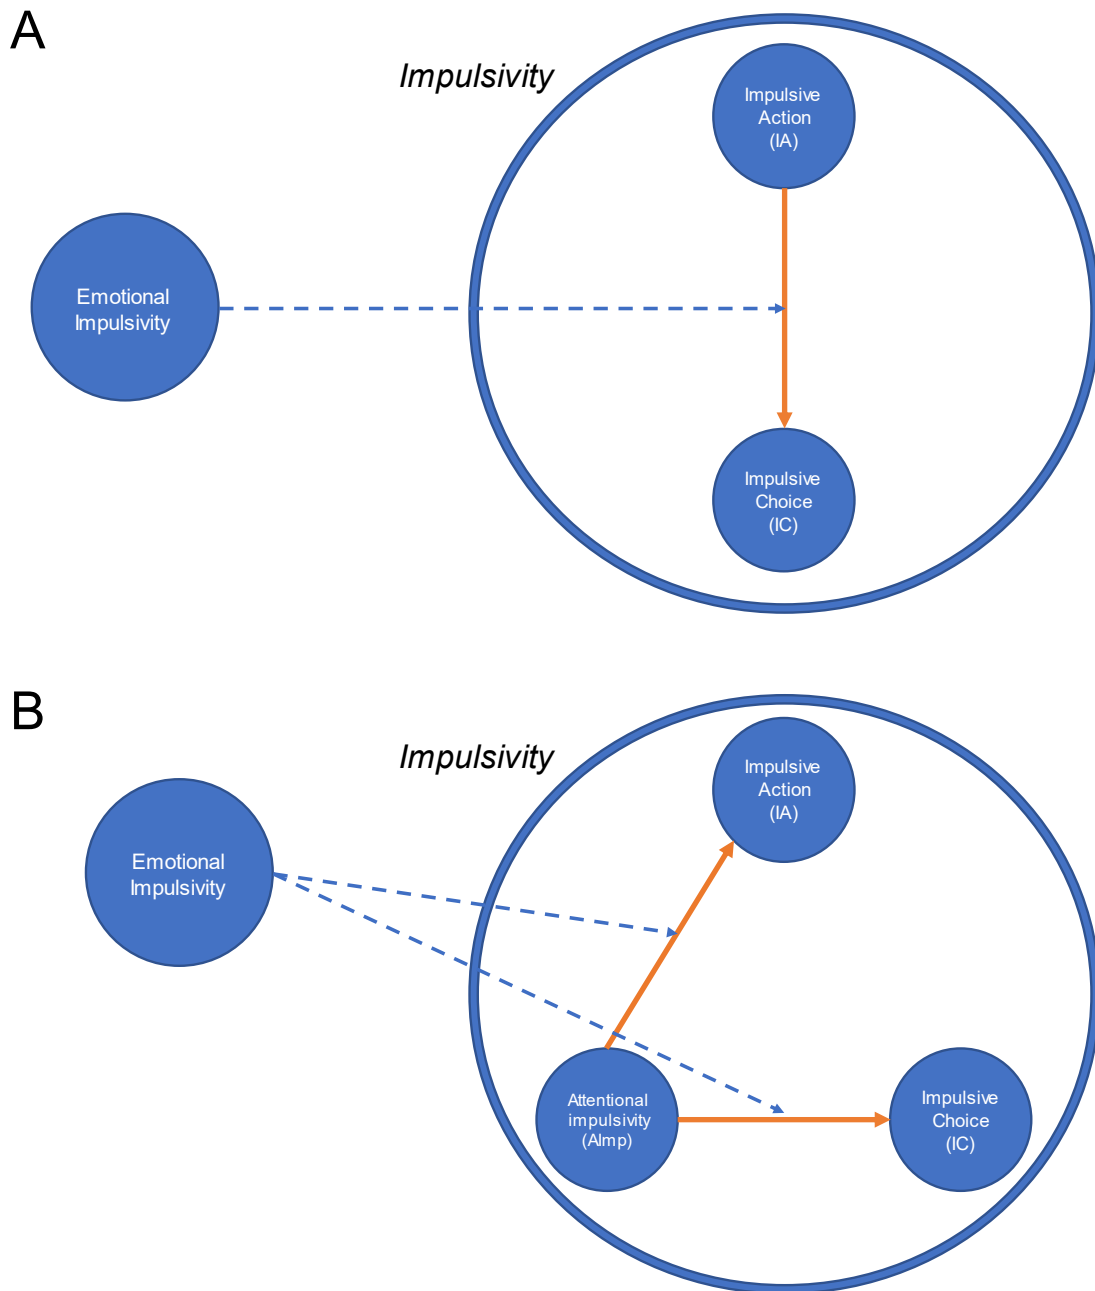 A
Impulsivity
Impulsive
Action
(IA)
Emotional
Impulsivity
Impulsive
Choice
(IC)
B
Impulsivity
Impulsive
Action
(IA)
Emotional
Impulsivity
Attentional
impulsivity
(AImp)
Impulsive
Choice
(IC)